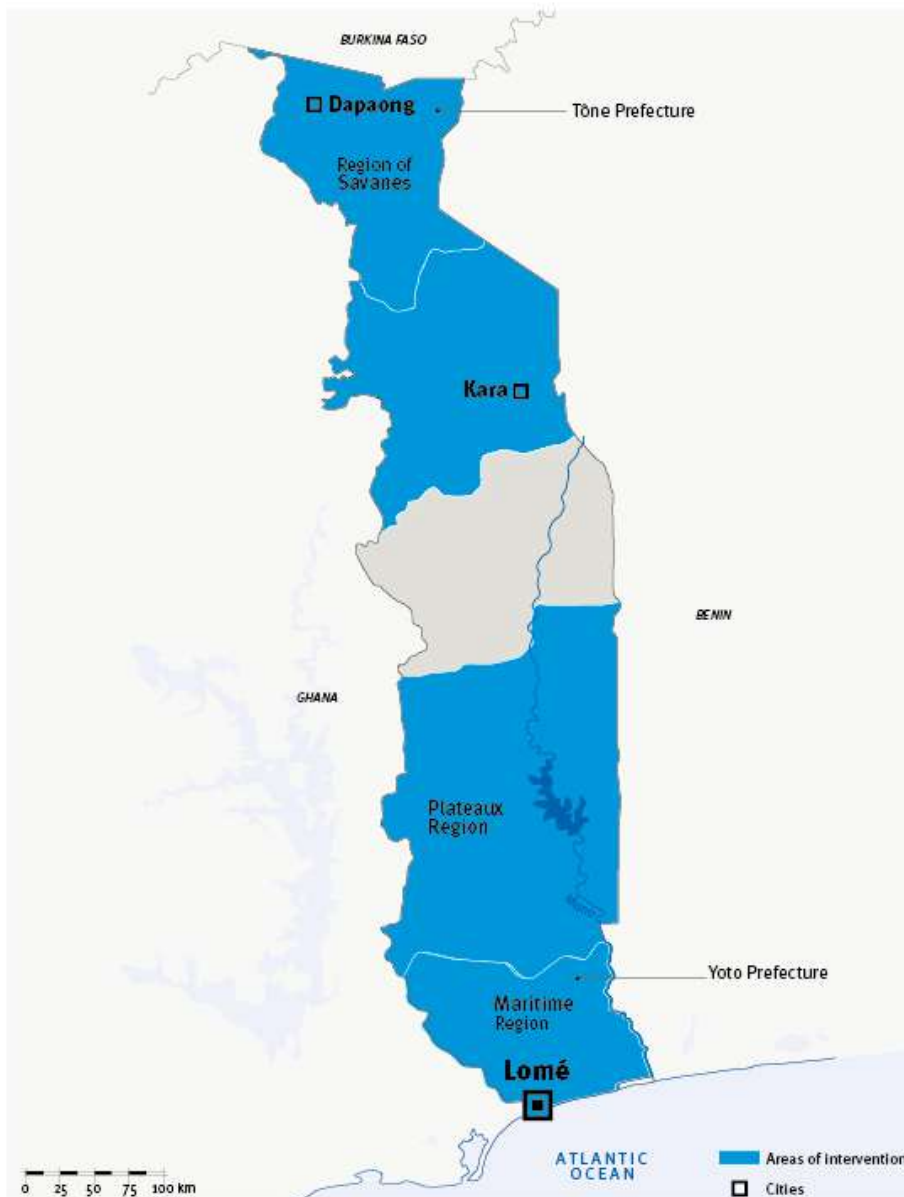 BURKINA FASO
Dapaong
Tône Prefecture
Region of
Savanes
Kara
BENIN
GHANA
Plateaux
Region
Yoto Prefecture
Maritime
Region
Lomé
ATLANTIC
OCEAN
Areas of intervention
Cities
0 25 50 75 100 km